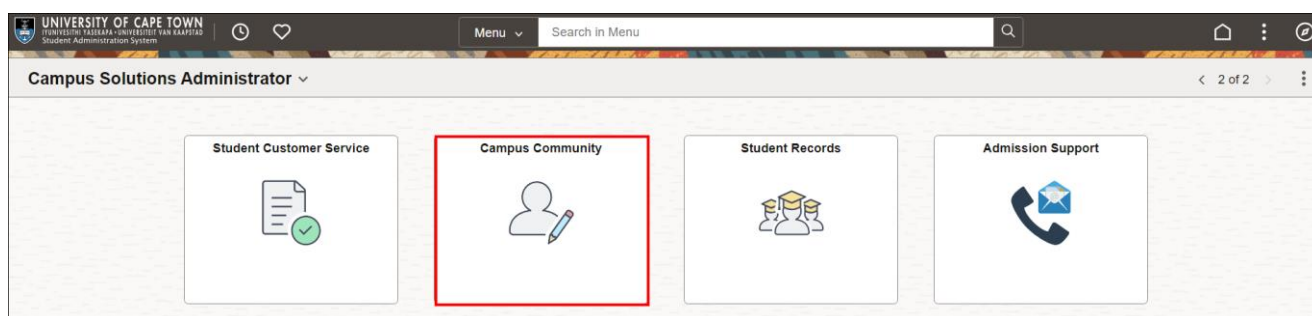 UNIVERSITY OF CAPE TOWN
IYUNIVESITHI YASEKAPA • UNIVERSITEIT VAN KAAPSTAD
Student Administration System
Menu
Search in Menu
Campus Solutions Administrator
2 of 2
Student Customer Service
Campus Community
Student Records
Admission Support